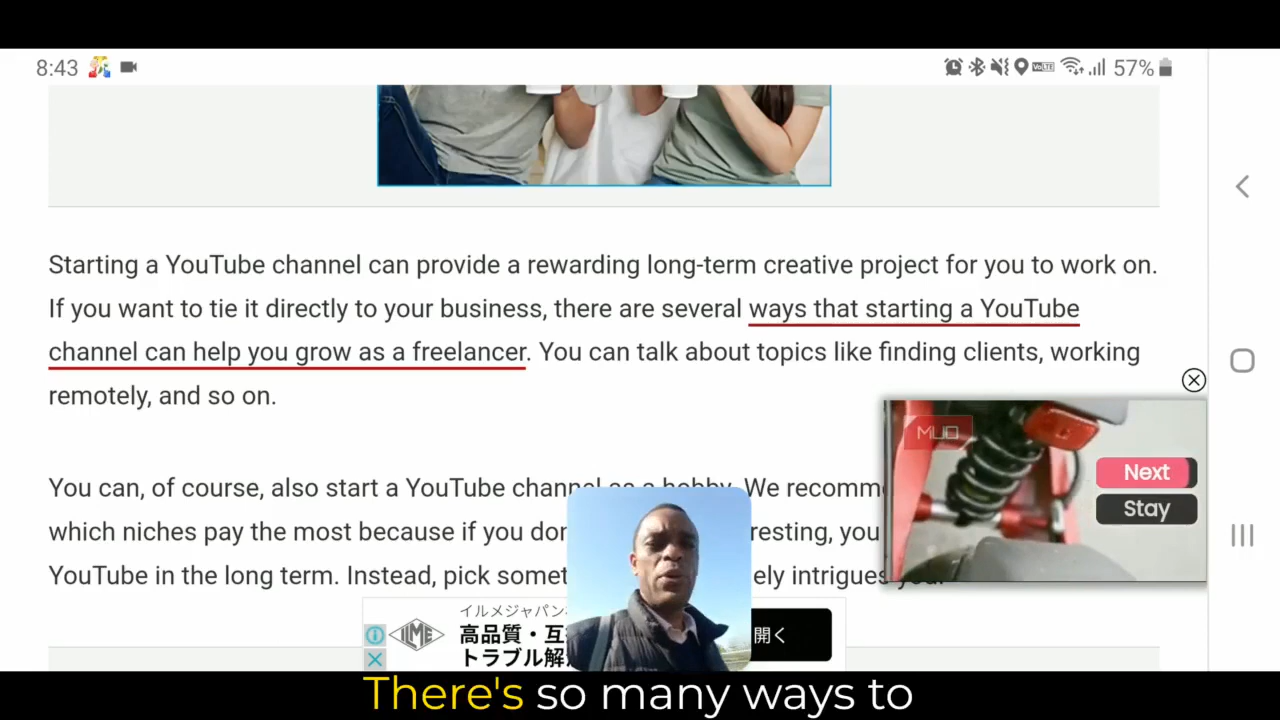 8:43
VoLTE
57%
Starting a YouTube channel can provide a rewarding long-term creative project for you to work on.
If you want to tie it directly to your business, there are several ways that starting a YouTube
channel can help you grow as a freelancer. You can talk about topics like finding clients, working
remotely, and so on.
MUO
Next
Stay
You can, of course, also start a YouTube channel as a hobby. We
which niches pay the most because if you you
YouTube in the long term. Instead, pick intrigues you.
イルメジャパン
ILME
高品質・互
トラブル解
開く
There's so many ways to